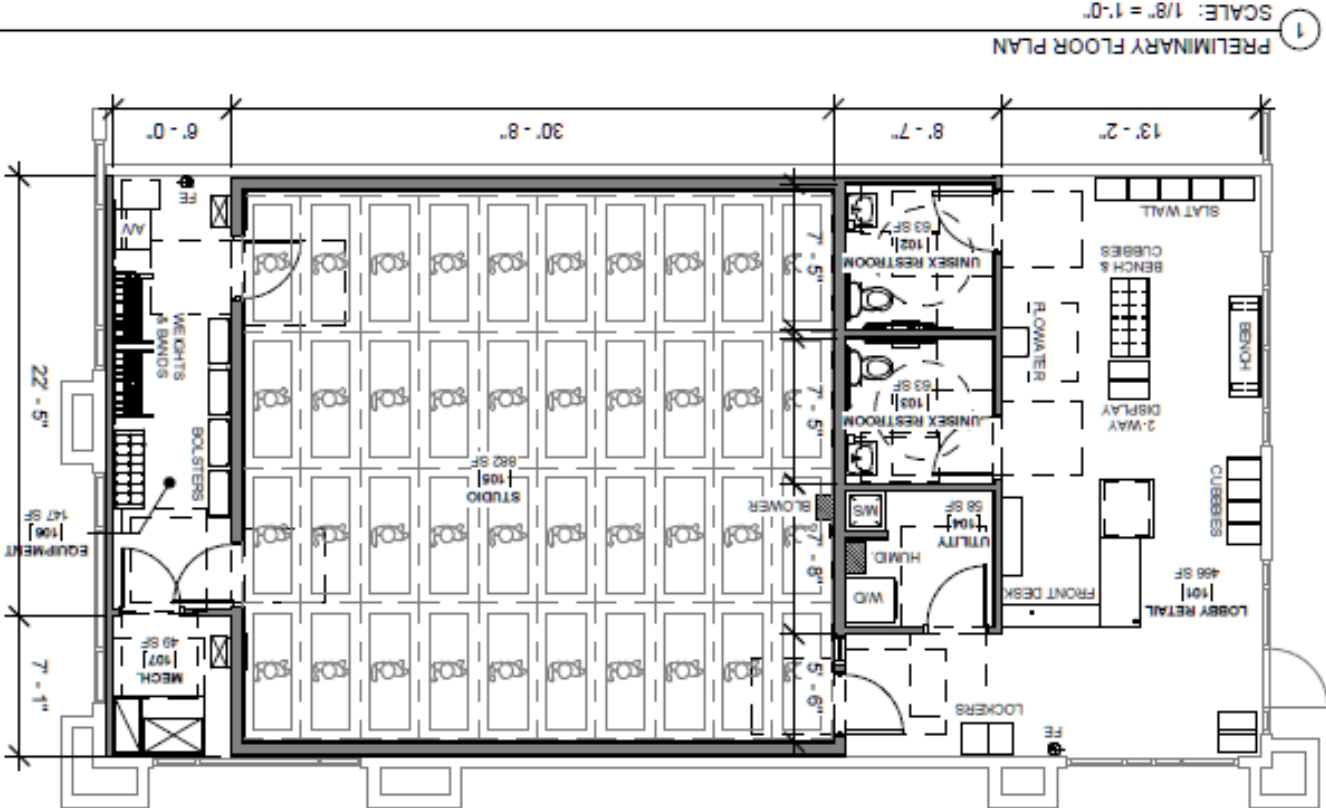 FE
LOCKERS
MECH.
107
49 SF
7' - 1"
5' - 6"
LOBBY RETAIL
101
466 SF
FRONT DESK
W/D
HUMID.
UTILITY
104
58 SF
M/S
7' - 8"
BLOWER
EQUIPMENT
106
147 SF
CUBBIES
STUDIO
105
882 SF
BOLSTERS
2-WAY
DISPLAY
UNISEX RESTROOM
103
63 SF
7' - 5"
22' - 5"
BENCH
FLOWATER
WEIGHTS
& BANDS
BENCH &
CUBBIES
UNISEX RESTROOM
102
63 SF
7' - 5"
A/V
SLAT WALL
FE
13' - 2"
8' - 7"
30' - 8"
6' - 0"
1
PRELIMINARY FLOOR PLAN
SCALE: 1/8" = 1'-0"